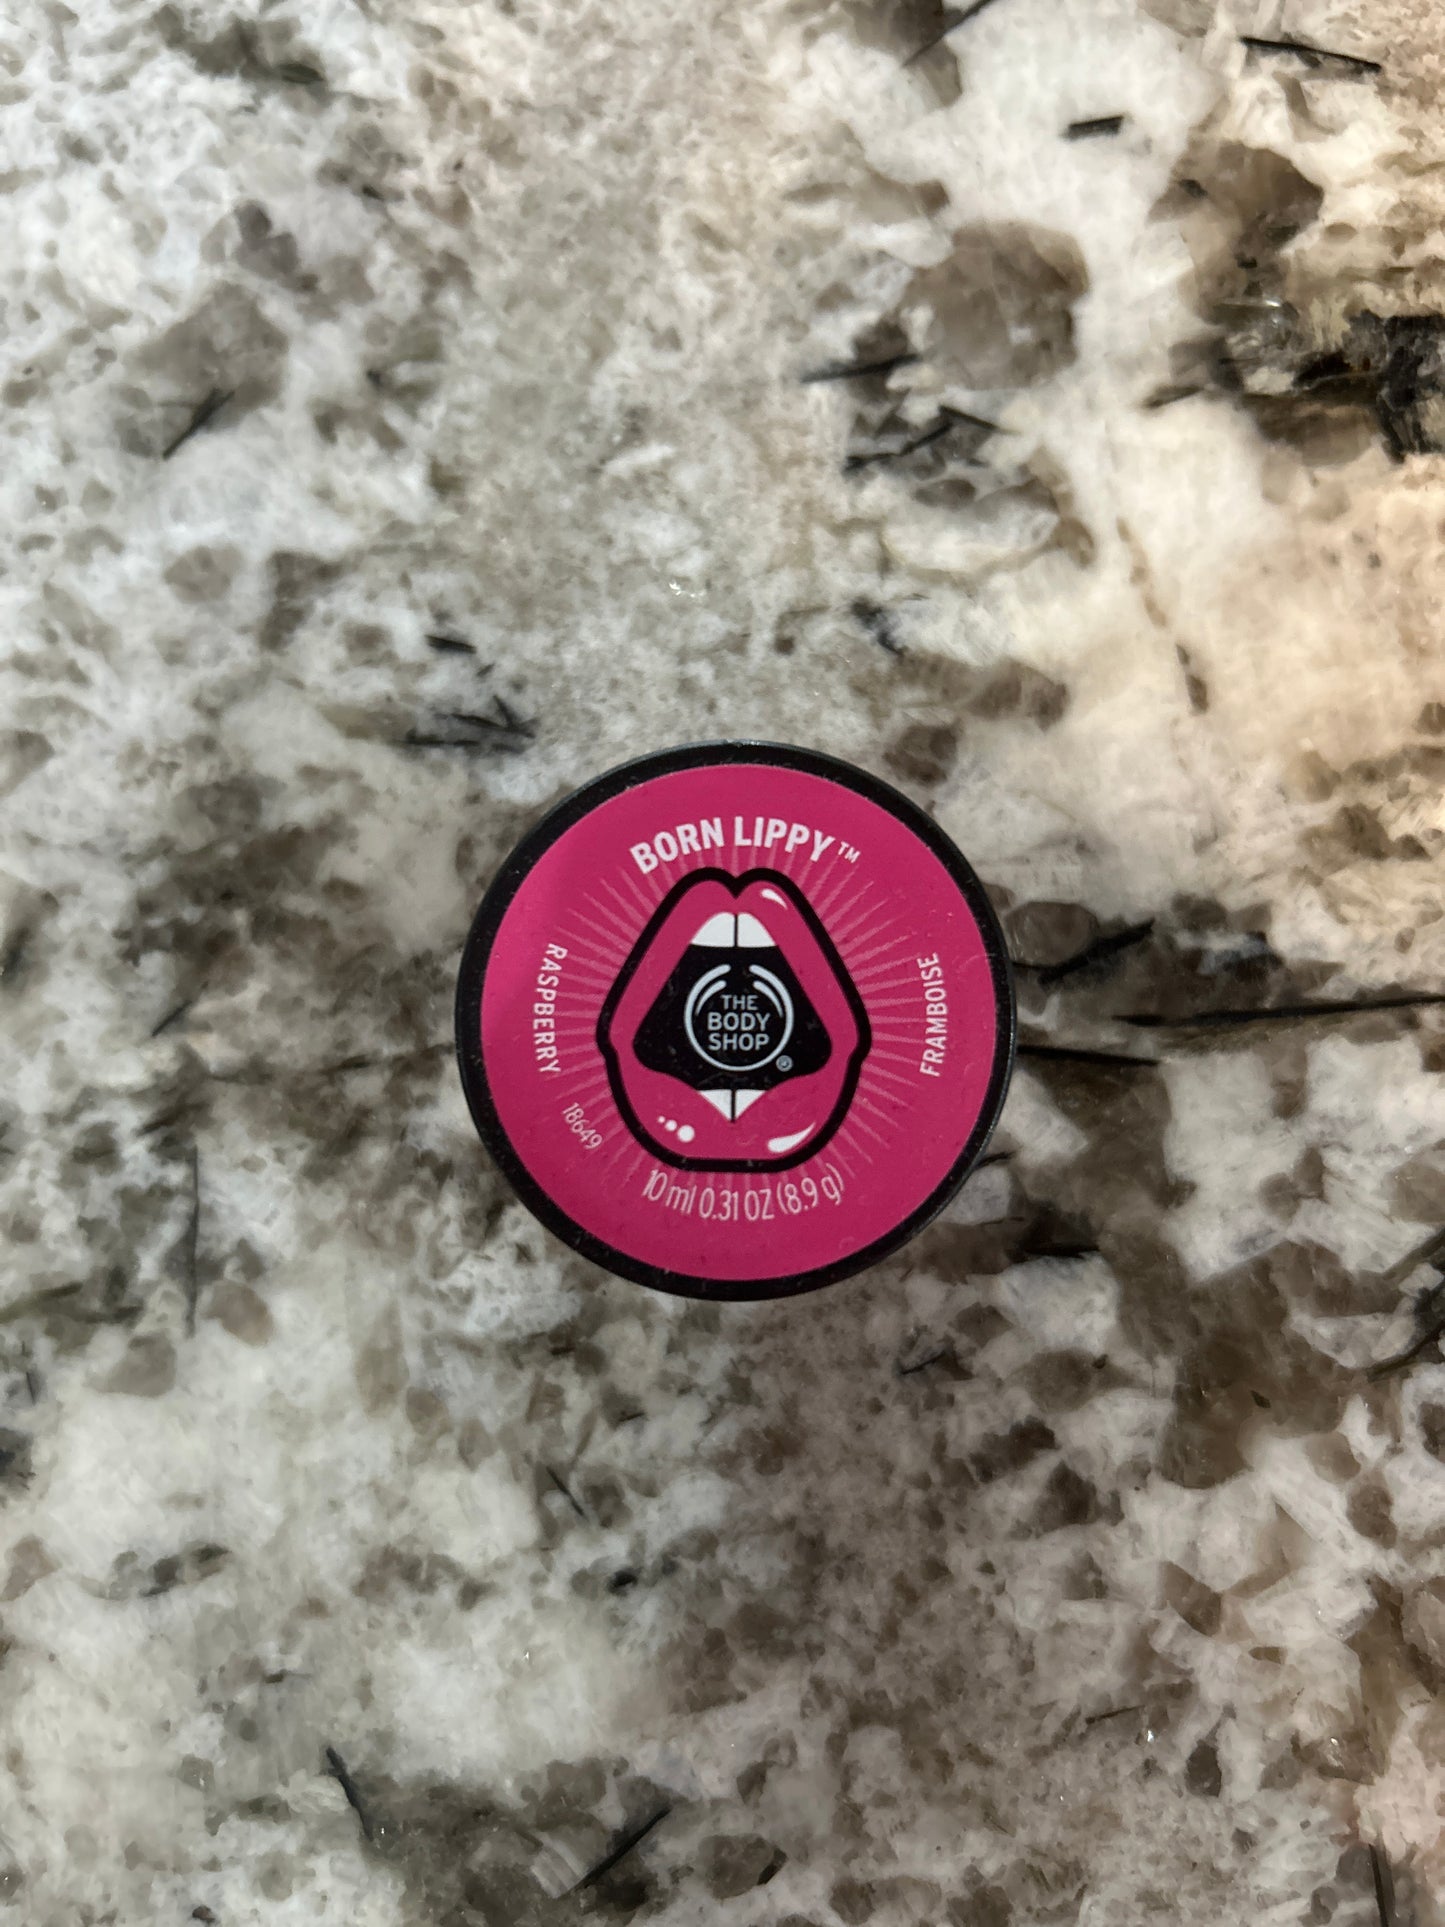 BORN LIPPY™
RASPBERRY
THE
BODY
SHOP®
FRAMBOISE
18649
10 ml 0.31 OZ (8.9 g)